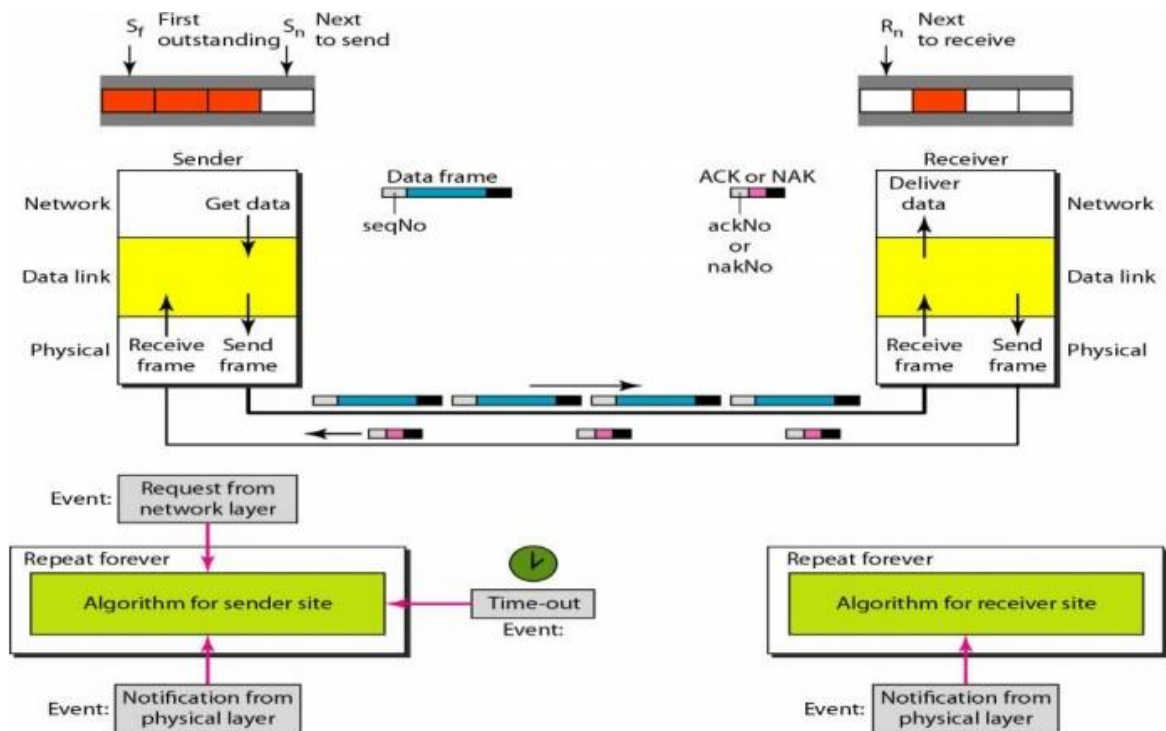 Sf First
outstanding
Sn Next
to send
Rn Next
to receive
Sender
Data frame
seqNo
ACK or NAK
ackNo
or
nakNo
Receiver
Network
Get data
Deliver
data
Network
Data link
Data link
Physical
Receive
frame
Send
frame
Receive
frame
Send
frame
Physical
Event:
Request from
network layer
Repeat forever
Algorithm for sender site
Time-out
Event:
Event:
Notification from
physical layer
Repeat forever
Algorithm for receiver site
Event:
Notification from
physical layer